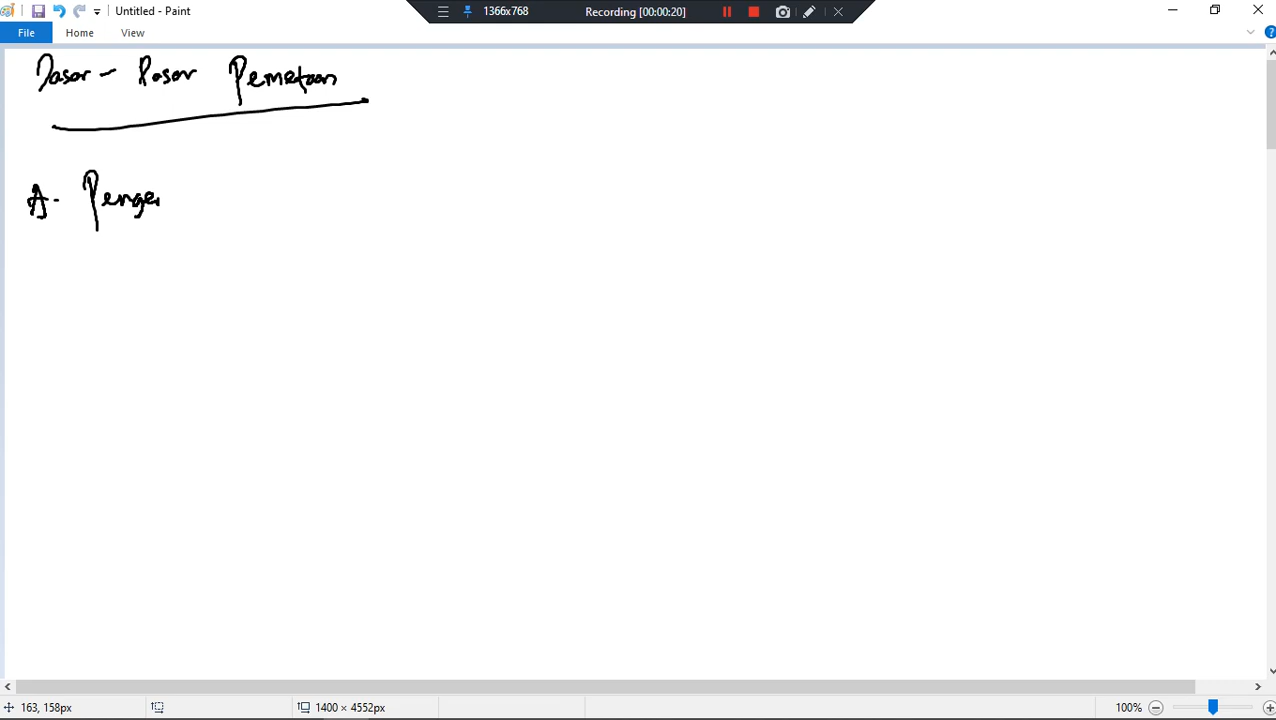 Untitled - Paint
1366x768
Recording [00:00:20]
File
Home
View
Dasar - Dasar Pemetaan
A. Penge
163, 158px
1400 × 4552px
100%